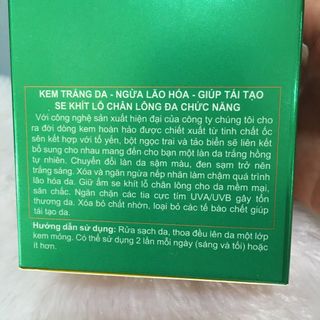 KEM TRẮNG DA - NGỪA LÃO HÓA - GIÚP TÁI TẠO
SE KHÍT LỖ CHÂN LÔNG ĐA CHỨC NĂNG
Với công nghệ sản xuất hiện đại của công ty chúng tôi cho
ra đời dòng kem hoàn hảo được chiết xuất từ tinh chất ốc
sên kết hợp với tổ yến, bột ngọc trai và tảo biển sẽ liên kết
bổ sung cho nhau mang đến cho bạn một làn da trắng hồng
tự nhiên. Chuyển đổi làn da sậm màu, đen sạm trở nên
trắng sáng. Xóa và ngăn ngừa nếp nhăn làm chậm quá trình
lão hóa da. Giữ ẩm se khít lỗ chân lông cho da mềm mại,
săn chắc. Ngăn chặn các tia cực tím UVA/UVB gây tổn
thương da. Xóa bỏ chất nhờn, loại bỏ các tế bào chết giúp
tái tạo da.
Hướng dẫn sử dụng: Rửa sạch da, thoa đều lên da một lớp
kem mỏng. Có thể sử dụng 2 lần mỗi ngày (sáng và tối) hoặc
ít hơn.